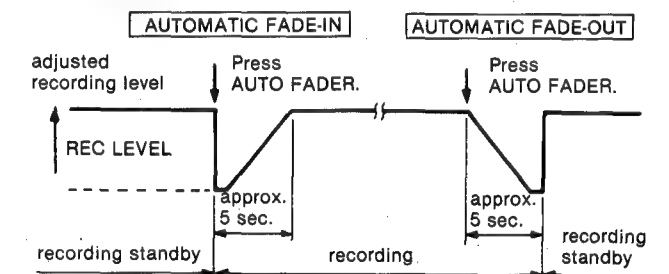 AUTOMATIC FADE-IN
AUTOMATIC FADE-OUT
adjusted
recording level
Press
AUTO FADER.
Press
AUTO FADER.
REC LEVEL
approx.
5 sec.
approx.
5 sec.
recording standby
recording
recording
standby